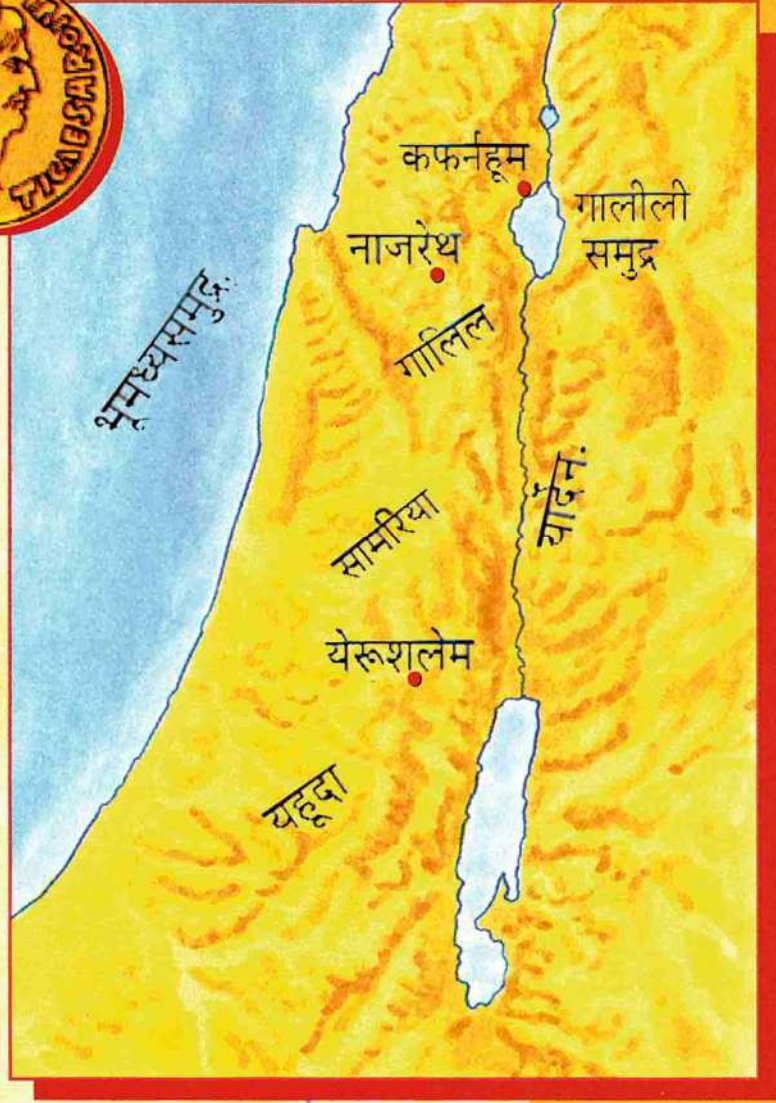 कफर्नहूम
गालीली
समुद्र
नाजरेथ
भूमध्यसमुद्र.
गालिल
यार्देन.
सामरिया
येरूशलेम
यहूदा